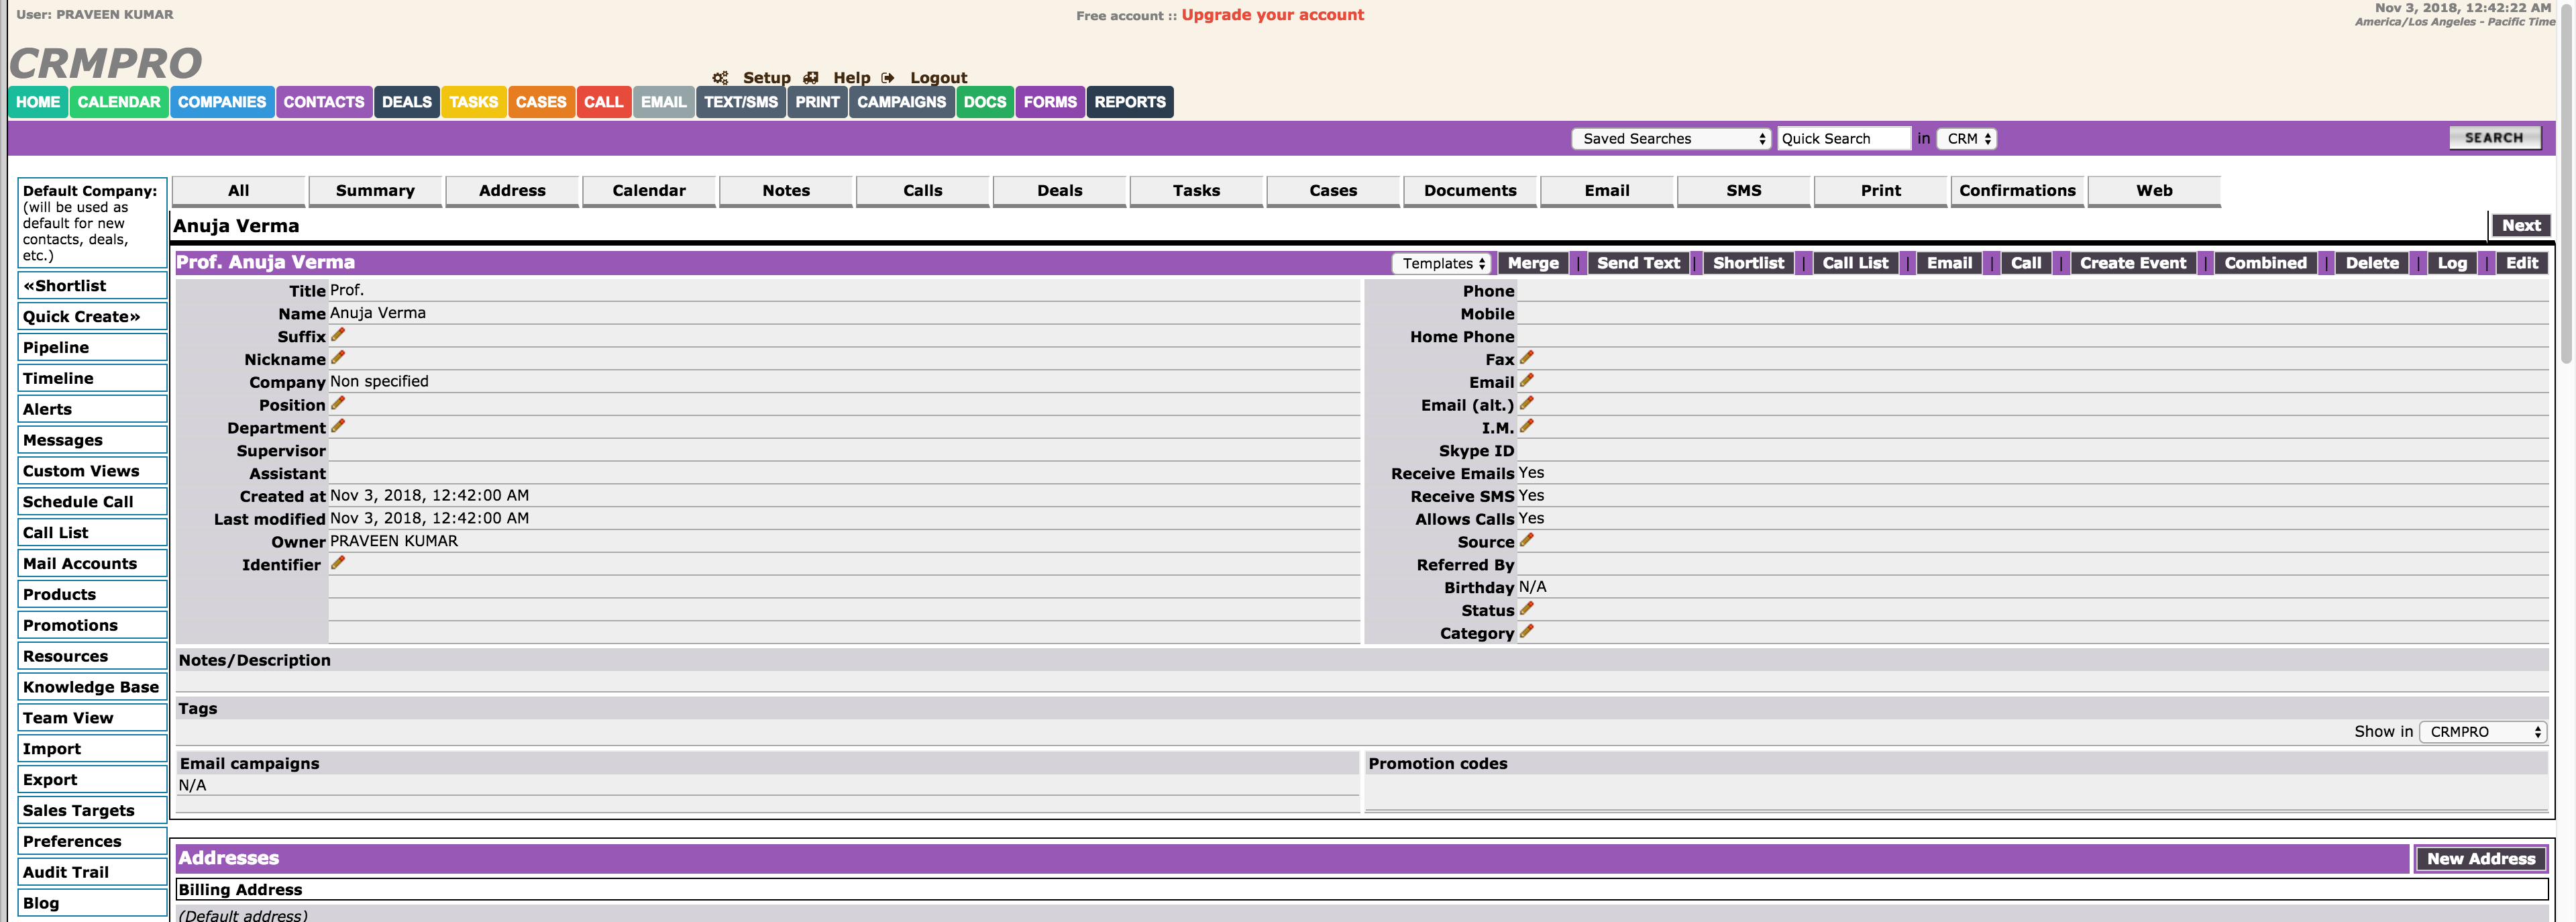 User: PRAVEEN KUMAR
Free account :: Upgrade your account
Nov 3, 2018, 12:42:22 AM
America/Los Angeles - Pacific Time
CRMPRO
Setup Help Logout
HOME CALENDAR COMPANIES CONTACTS DEALS TASKS CASES CALL EMAIL TEXT/SMS PRINT CAMPAIGNS DOCS FORMS REPORTS
Saved Searches Quick Search in CRM SEARCH
Default Company:
(will be used as
default for new
contacts, deals,
etc.)
«Shortlist
Quick Create»
Pipeline
Timeline
Alerts
Messages
Custom Views
Schedule Call
Call List
Mail Accounts
Products
Promotions
Resources
Knowledge Base
Team View
Import
Export
Sales Targets
Preferences
Audit Trail
Blog
All Summary Address Calendar Notes Calls Deals Tasks Cases Documents Email SMS Print Confirmations Web
Anuja Verma Next
Prof. Anuja Verma Templates Merge | Send Text | Shortlist | Call List | Email | Call | Create Event | Combined | Delete | Log | Edit
Title Prof.
Name Anuja Verma
Suffix
Nickname
Company Non specified
Position
Department
Supervisor
Assistant
Created at Nov 3, 2018, 12:42:00 AM
Last modified Nov 3, 2018, 12:42:00 AM
Owner PRAVEEN KUMAR
Identifier
Phone
Mobile
Home Phone
Fax
Email
Email (alt.)
I.M.
Skype ID
Receive Emails Yes
Receive SMS Yes
Allows Calls Yes
Source
Referred By
Birthday N/A
Status
Category
Notes/Description
Tags
Show in CRMPRO
Email campaigns
N/A
Promotion codes
Addresses New Address
Billing Address
(Default address)